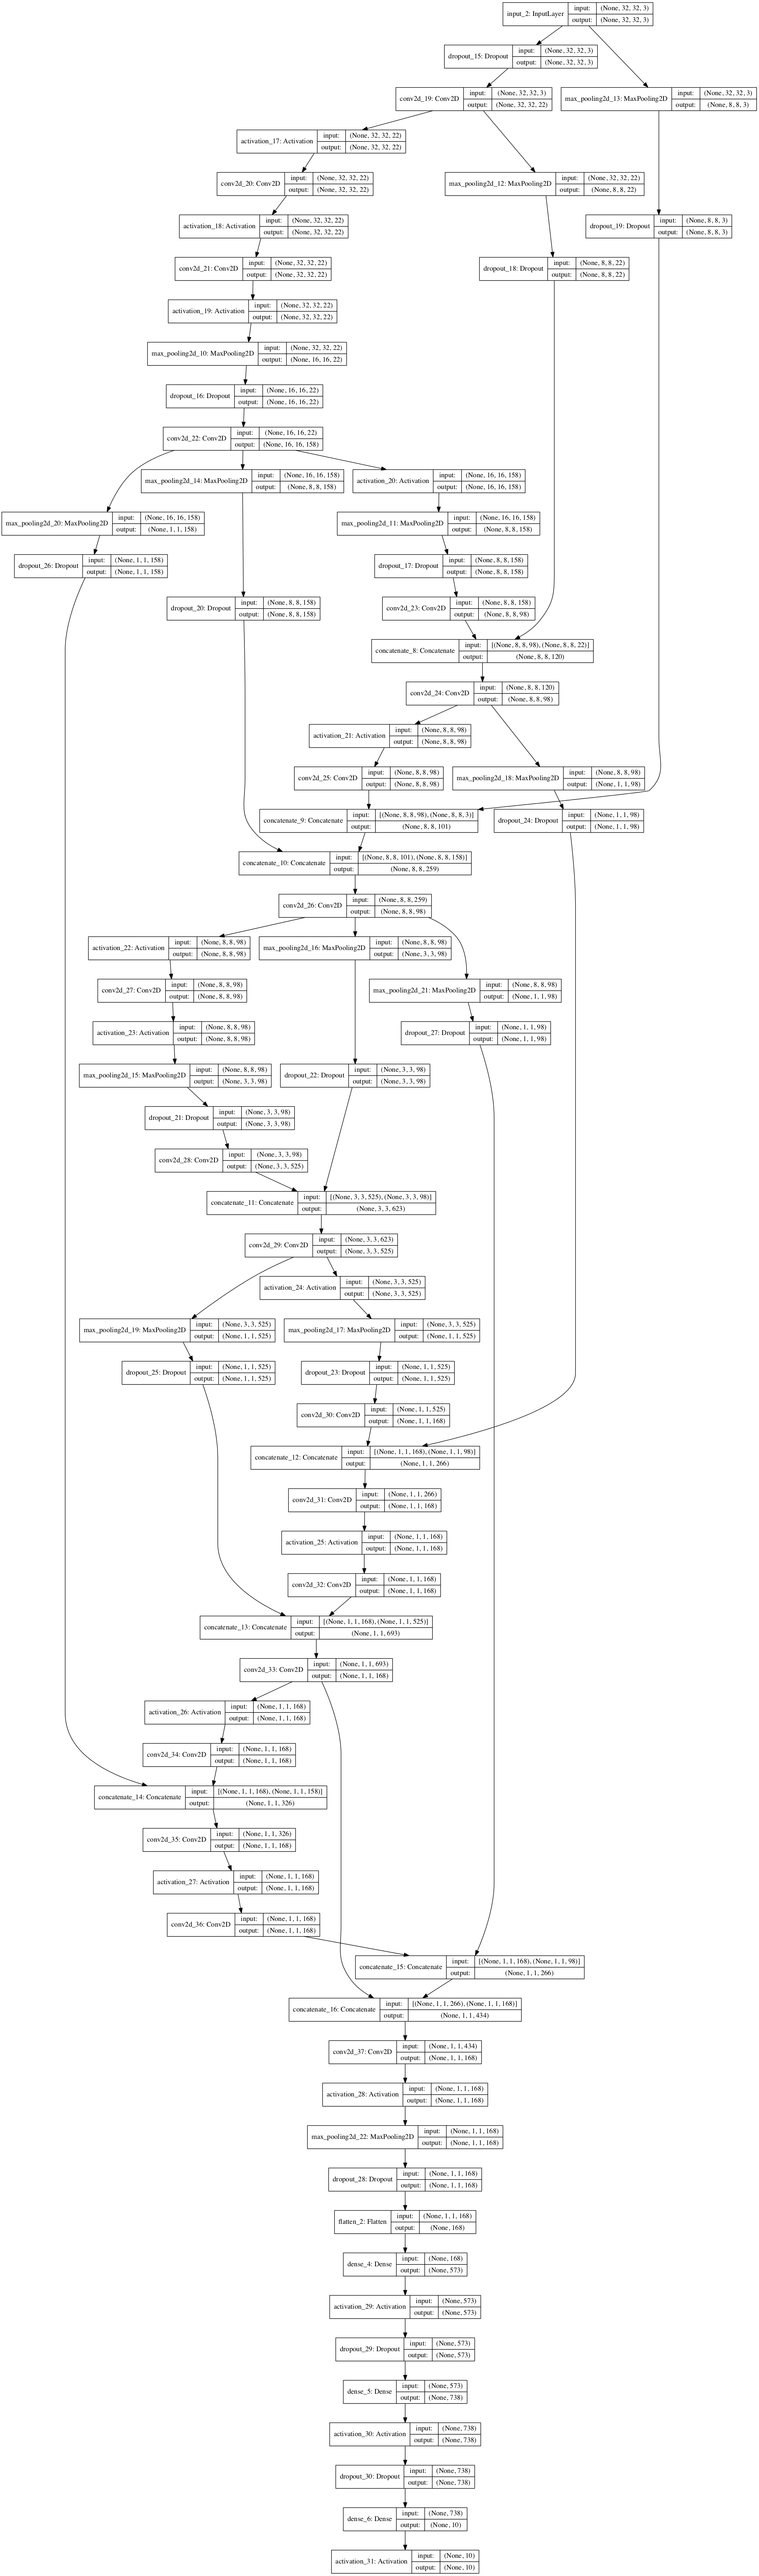 input_2: InputLayer
input: (None, 32, 32, 3)
output: (None, 32, 32, 3)
dropout_15: Dropout
input: (None, 32, 32, 3)
output: (None, 32, 32, 3)
conv2d_19: Conv2D
input: (None, 32, 32, 3)
output: (None, 32, 32, 22)
max_pooling2d_13: MaxPooling2D
input: (None, 32, 32, 3)
output: (None, 8, 8, 3)
activation_17: Activation
input: (None, 32, 32, 22)
output: (None, 32, 32, 22)
conv2d_20: Conv2D
input: (None, 32, 32, 22)
output: (None, 32, 32, 22)
max_pooling2d_12: MaxPooling2D
input: (None, 32, 32, 22)
output: (None, 8, 8, 22)
activation_18: Activation
input: (None, 32, 32, 22)
output: (None, 32, 32, 22)
dropout_19: Dropout
input: (None, 8, 8, 3)
output: (None, 8, 8, 3)
conv2d_21: Conv2D
input: (None, 32, 32, 22)
output: (None, 32, 32, 22)
dropout_18: Dropout
input: (None, 8, 8, 22)
output: (None, 8, 8, 22)
activation_19: Activation
input: (None, 32, 32, 22)
output: (None, 32, 32, 22)
max_pooling2d_10: MaxPooling2D
input: (None, 32, 32, 22)
output: (None, 16, 16, 22)
dropout_16: Dropout
input: (None, 16, 16, 22)
output: (None, 16, 16, 22)
conv2d_22: Conv2D
input: (None, 16, 16, 22)
output: (None, 16, 16, 158)
max_pooling2d_14: MaxPooling2D
input: (None, 16, 16, 158)
output: (None, 8, 8, 158)
activation_20: Activation
input: (None, 16, 16, 158)
output: (None, 16, 16, 158)
max_pooling2d_20: MaxPooling2D
input: (None, 16, 16, 158)
output: (None, 1, 1, 158)
max_pooling2d_11: MaxPooling2D
input: (None, 16, 16, 158)
output: (None, 8, 8, 158)
dropout_26: Dropout
input: (None, 1, 1, 158)
output: (None, 1, 1, 158)
dropout_17: Dropout
input: (None, 8, 8, 158)
output: (None, 8, 8, 158)
dropout_20: Dropout
input: (None, 8, 8, 158)
output: (None, 8, 8, 158)
conv2d_23: Conv2D
input: (None, 8, 8, 158)
output: (None, 8, 8, 98)
concatenate_8: Concatenate
input: [(None, 8, 8, 98), (None, 8, 8, 22)]
output: (None, 8, 8, 120)
conv2d_24: Conv2D
input: (None, 8, 8, 120)
output: (None, 8, 8, 98)
activation_21: Activation
input: (None, 8, 8, 98)
output: (None, 8, 8, 98)
conv2d_25: Conv2D
input: (None, 8, 8, 98)
output: (None, 8, 8, 98)
max_pooling2d_18: MaxPooling2D
input: (None, 8, 8, 98)
output: (None, 1, 1, 98)
concatenate_9: Concatenate
input: [(None, 8, 8, 98), (None, 8, 8, 3)]
output: (None, 8, 8, 101)
dropout_24: Dropout
input: (None, 1, 1, 98)
output: (None, 1, 1, 98)
concatenate_10: Concatenate
input: [(None, 8, 8, 101), (None, 8, 8, 158)]
output: (None, 8, 8, 259)
conv2d_26: Conv2D
input: (None, 8, 8, 259)
output: (None, 8, 8, 98)
activation_22: Activation
input: (None, 8, 8, 98)
output: (None, 8, 8, 98)
max_pooling2d_16: MaxPooling2D
input: (None, 8, 8, 98)
output: (None, 3, 3, 98)
conv2d_27: Conv2D
input: (None, 8, 8, 98)
output: (None, 8, 8, 98)
max_pooling2d_21: MaxPooling2D
input: (None, 8, 8, 98)
output: (None, 1, 1, 98)
activation_23: Activation
input: (None, 8, 8, 98)
output: (None, 8, 8, 98)
dropout_27: Dropout
input: (None, 1, 1, 98)
output: (None, 1, 1, 98)
max_pooling2d_15: MaxPooling2D
input: (None, 8, 8, 98)
output: (None, 3, 3, 98)
dropout_22: Dropout
input: (None, 3, 3, 98)
output: (None, 3, 3, 98)
dropout_21: Dropout
input: (None, 3, 3, 98)
output: (None, 3, 3, 98)
conv2d_28: Conv2D
input: (None, 3, 3, 98)
output: (None, 3, 3, 525)
concatenate_11: Concatenate
input: [(None, 3, 3, 525), (None, 3, 3, 98)]
output: (None, 3, 3, 623)
conv2d_29: Conv2D
input: (None, 3, 3, 623)
output: (None, 3, 3, 525)
activation_24: Activation
input: (None, 3, 3, 525)
output: (None, 3, 3, 525)
max_pooling2d_19: MaxPooling2D
input: (None, 3, 3, 525)
output: (None, 1, 1, 525)
max_pooling2d_17: MaxPooling2D
input: (None, 3, 3, 525)
output: (None, 1, 1, 525)
dropout_25: Dropout
input: (None, 1, 1, 525)
output: (None, 1, 1, 525)
dropout_23: Dropout
input: (None, 1, 1, 525)
output: (None, 1, 1, 525)
conv2d_30: Conv2D
input: (None, 1, 1, 525)
output: (None, 1, 1, 168)
concatenate_12: Concatenate
input: [(None, 1, 1, 168), (None, 1, 1, 98)]
output: (None, 1, 1, 266)
conv2d_31: Conv2D
input: (None, 1, 1, 266)
output: (None, 1, 1, 168)
activation_25: Activation
input: (None, 1, 1, 168)
output: (None, 1, 1, 168)
conv2d_32: Conv2D
input: (None, 1, 1, 168)
output: (None, 1, 1, 168)
concatenate_13: Concatenate
input: [(None, 1, 1, 168), (None, 1, 1, 525)]
output: (None, 1, 1, 693)
conv2d_33: Conv2D
input: (None, 1, 1, 693)
output: (None, 1, 1, 168)
activation_26: Activation
input: (None, 1, 1, 168)
output: (None, 1, 1, 168)
conv2d_34: Conv2D
input: (None, 1, 1, 168)
output: (None, 1, 1, 168)
concatenate_14: Concatenate
input: [(None, 1, 1, 168), (None, 1, 1, 158)]
output: (None, 1, 1, 326)
conv2d_35: Conv2D
input: (None, 1, 1, 326)
output: (None, 1, 1, 168)
activation_27: Activation
input: (None, 1, 1, 168)
output: (None, 1, 1, 168)
conv2d_36: Conv2D
input: (None, 1, 1, 168)
output: (None, 1, 1, 168)
concatenate_15: Concatenate
input: [(None, 1, 1, 168), (None, 1, 1, 98)]
output: (None, 1, 1, 266)
concatenate_16: Concatenate
input: [(None, 1, 1, 266), (None, 1, 1, 168)]
output: (None, 1, 1, 434)
conv2d_37: Conv2D
input: (None, 1, 1, 434)
output: (None, 1, 1, 168)
activation_28: Activation
input: (None, 1, 1, 168)
output: (None, 1, 1, 168)
max_pooling2d_22: MaxPooling2D
input: (None, 1, 1, 168)
output: (None, 1, 1, 168)
dropout_28: Dropout
input: (None, 1, 1, 168)
output: (None, 1, 1, 168)
flatten_2: Flatten
input: (None, 1, 1, 168)
output: (None, 168)
dense_4: Dense
input: (None, 168)
output: (None, 573)
activation_29: Activation
input: (None, 573)
output: (None, 573)
dropout_29: Dropout
input: (None, 573)
output: (None, 573)
dense_5: Dense
input: (None, 573)
output: (None, 738)
activation_30: Activation
input: (None, 738)
output: (None, 738)
dropout_30: Dropout
input: (None, 738)
output: (None, 738)
dense_6: Dense
input: (None, 738)
output: (None, 10)
activation_31: Activation
input: (None, 10)
output: (None, 10)